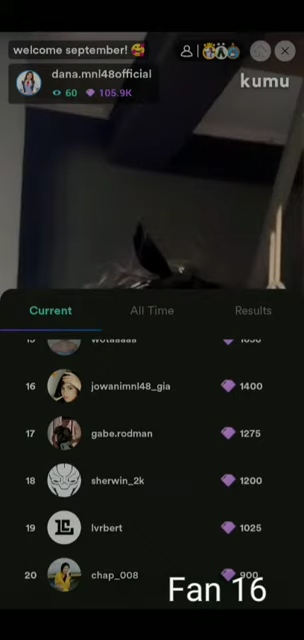 welcome september! 🥰
dana.mnl48official
60 105.9K
kumu
Current All Time Results
16 jowanimnl48_gia 1400
17 gabe.rodman 1275
18 sherwin_2k 1200
19 lvrbert 1025
20 chap_008 900
Fan 16